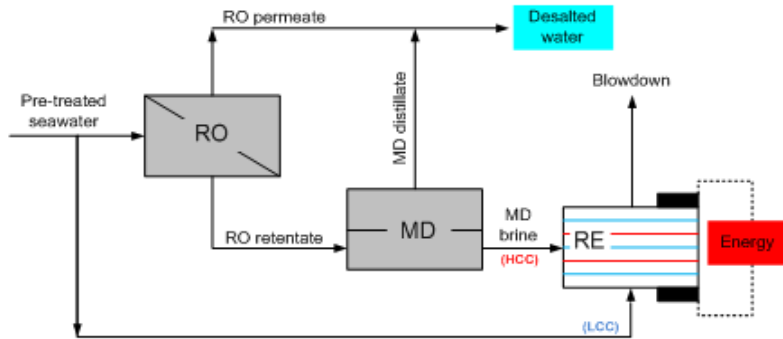 RO permeate
Desalted
water
Pre-treated
seawater
RO
MD distillate
Blowdown
RO retentate
MD
MD
brine
(HCC)
RE
Energy
(LCC)